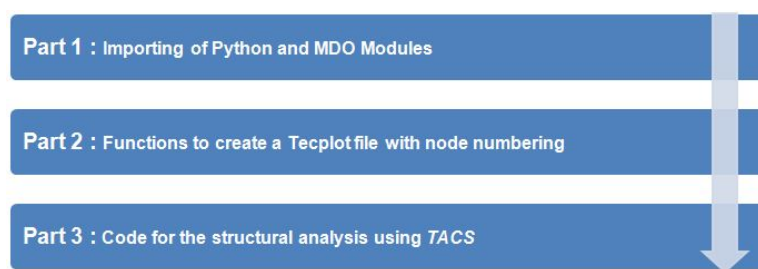 Part 1 : Importing of Python and MDO Modules
Part 2 : Functions to create a Tecplot file with node numbering
Part 3 : Code for the structural analysis using TACS